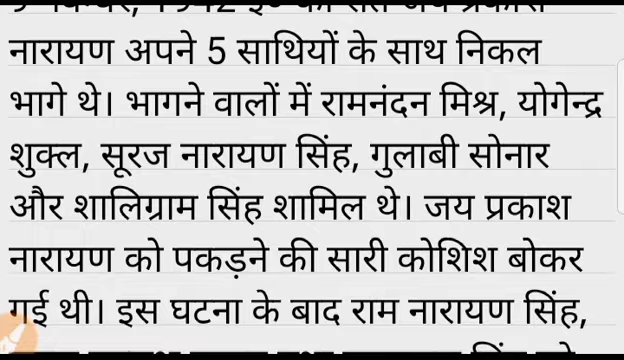 नारायण अपने 5 साथियों के साथ निकल
भागे थे। भागने वालों में रामनंदन मिश्र, योगेन्द्र
शुक्ल, सूरज नारायण सिंह, गुलाबी सोनार
और शालिग्राम सिंह शामिल थे। जय प्रकाश
नारायण को पकड़ने की सारी कोशिश बोकर
गई थी। इस घटना के बाद राम नारायण सिंह,